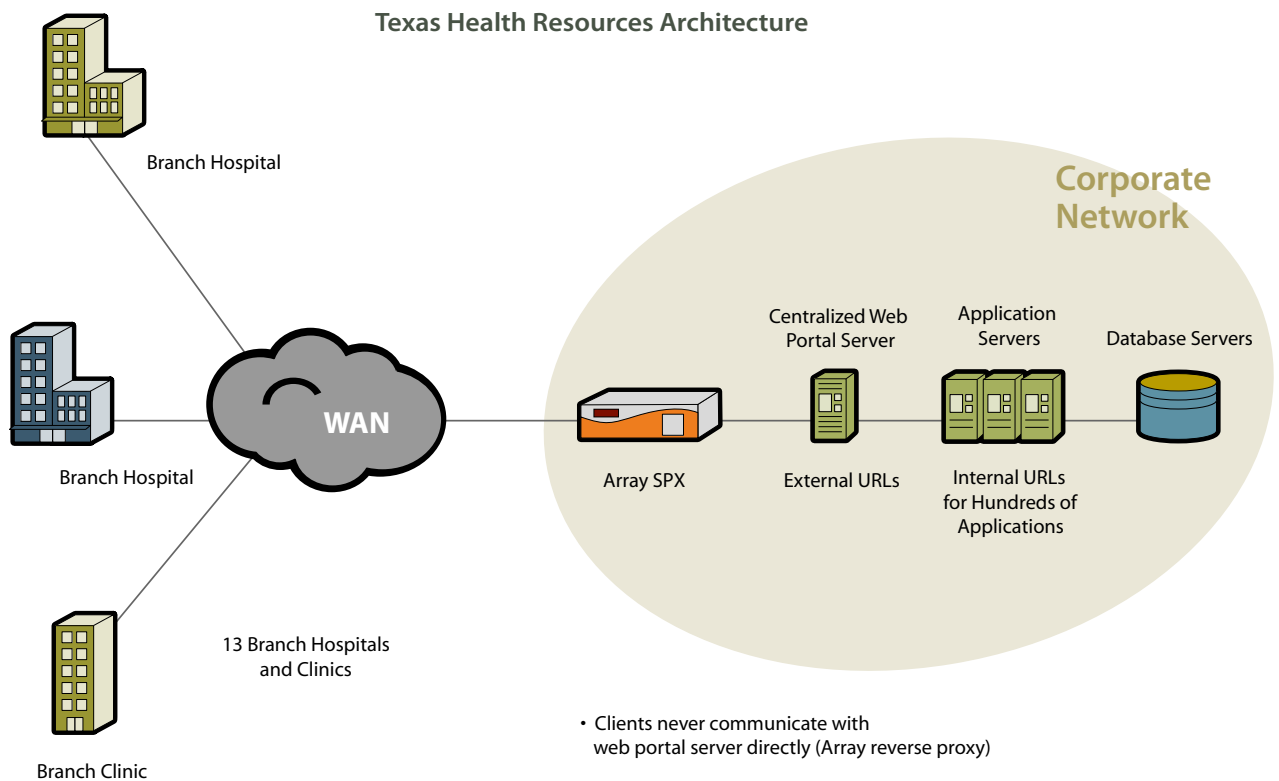 Texas Health Resources Architecture
Branch Hospital
Corporate
Network
Centralized Web
Portal Server
Application
Servers
Database Servers
WAN
Branch Hospital
Array SPX
External URLs
Internal URLs
for Hundreds of
Applications
13 Branch Hospitals
and Clinics
• Clients never communicate with
web portal server directly (Array reverse proxy)
Branch Clinic